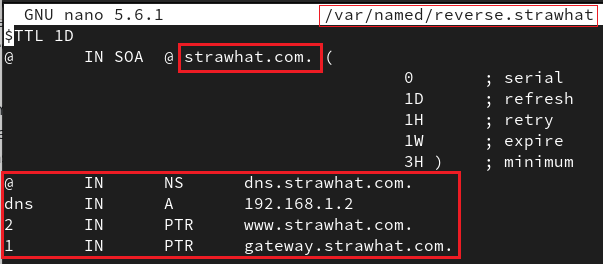 GNU nano 5.6.1 /var/named/reverse.strawhat
$TTL 1D
@ IN SOA @ strawhat.com. (
0 ; serial
1D ; refresh
1H ; retry
1W ; expire
3H ) ; minimum
@ IN NS dns.strawhat.com.
dns IN A 192.168.1.2
2 IN PTR www.strawhat.com.
1 IN PTR gateway.strawhat.com.